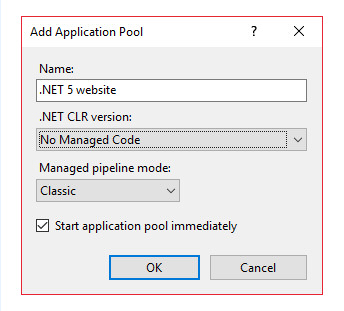 Add Application Pool
?
Name:
.NET 5 website
.NET CLR version:
No Managed Code
Managed pipeline mode:
Classic
Start application pool immediately
OK Cancel